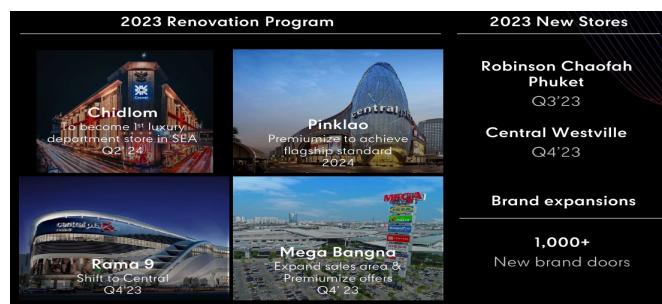 2023 Renovation Program
Chidlom
To become 1st luxury
department store in SEA
Q2' 24
Pinklao
Premiumize to achieve
flagship standard
2024
Rama 9
Shift to Central
Q4'23
MEGA
Mega Bangna
Expand sales area &
Premiumize offers
Q4' 23
2023 New Stores
Robinson Chaofah
Phuket
Q3'23
Central Westville
Q4'23
Brand expansions
1,000+
New brand doors